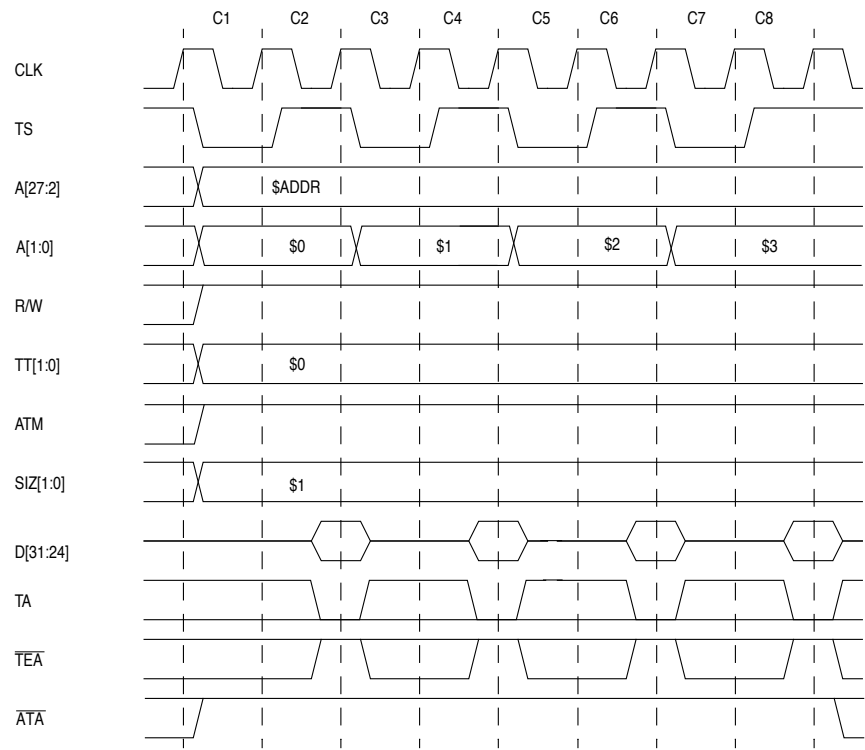 C1 C2 C3 C4 C5 C6 C7 C8
CLK
TS
A[27:2] $ADDR
A[1:0] $0 $1 $2 $3
R/W
TT[1:0] $0
ATM
SIZ[1:0] $1
D[31:24]
TA
TEA
ATA